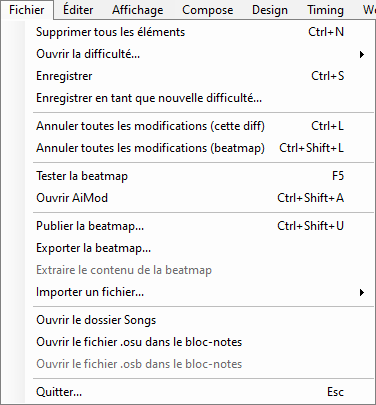 Fichier Éditer Affichage Compose Design Timing
Supprimer tous les éléments Ctrl+N
Ouvrir la difficulté...
Enregistrer Ctrl+S
Enregistrer en tant que nouvelle difficulté...
Annuler toutes les modifications (cette diff) Ctrl+L
Annuler toutes les modifications (beatmap) Ctrl+Shift+L
Tester la beatmap F5
Ouvrir AiMod Ctrl+Shift+A
Publier la beatmap... Ctrl+Shift+U
Exporter la beatmap...
Extraire le contenu de la beatmap
Importer un fichier...
Ouvrir le dossier Songs
Ouvrir le fichier .osu dans le bloc-notes
Ouvrir le fichier .osb dans le bloc-notes
Quitter... Esc